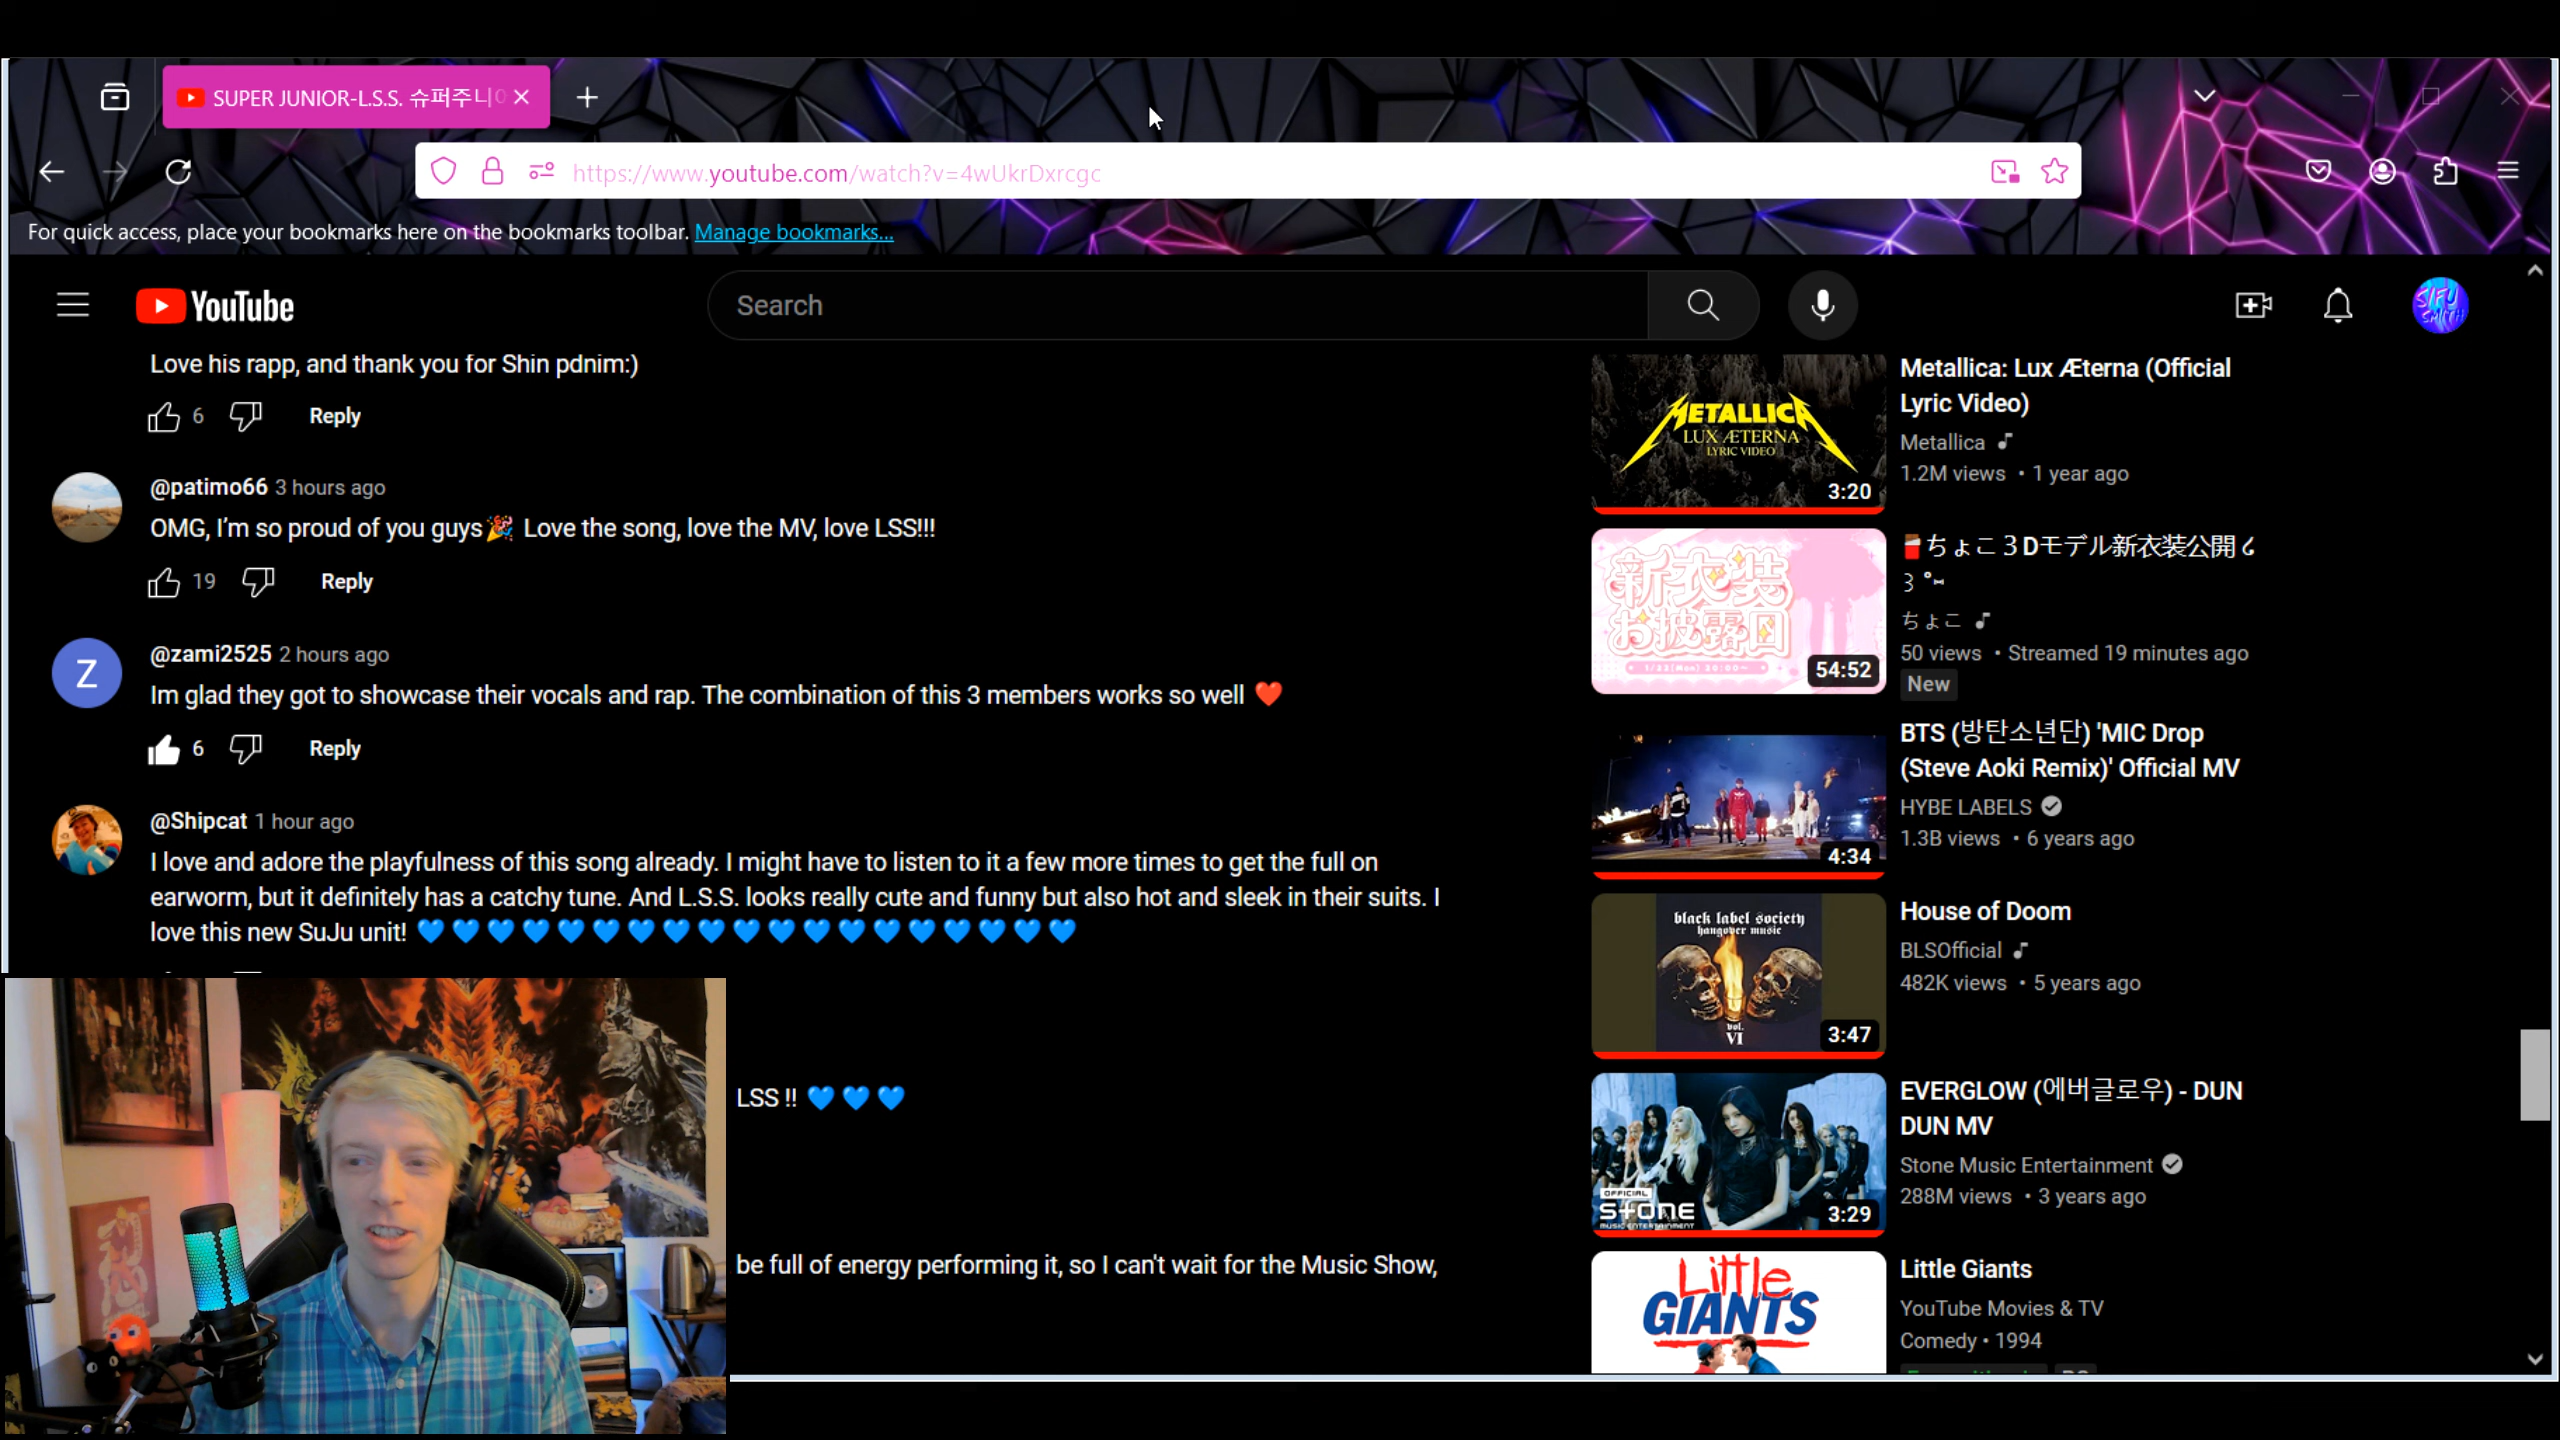 SUPER JUNIOR-L.S.S. 슈퍼주니
https://www.youtube.com/watch?v=4wUkrDxrcgc
For quick access, place your bookmarks here on the bookmarks toolbar. Manage bookmarks...
YouTube
Search
SIFU
SMITH
Love his rapp, and thank you for Shin pdnim:)
6
Reply
@patimo66 3 hours ago
OMG, I'm so proud of you guys🎉 Love the song, love the MV, love LSS!!!
19
Reply
Z
@zami2525 2 hours ago
Im glad they got to showcase their vocals and rap. The combination of this 3 members works so well ❤️
6
Reply
@Shipcat 1 hour ago
I love and adore the playfulness of this song already. I might have to listen to it a few more times to get the full on
earworm, but it definitely has a catchy tune. And L.S.S. looks really cute and funny but also hot and sleek in their suits. I
love this new SuJu unit! 💙💙💙💙💙💙💙💙💙💙💙💙💙💙💙💙💙💙💙
LSS !! 💙💙💙
be full of energy performing it, so I can't wait for the Music Show,
METALLICA
LUX ÆTERNA
LYRIC VIDEO
3:20
Metallica: Lux Æterna (Official
Lyric Video)
Metallica
1.2M views • 1 year ago
新衣装
お披露目
1/22(Mon) 20:00~
54:52
🍫ちょこ３Dモデル新衣装公開໒
꒱ °⑅
ちょこ
50 views • Streamed 19 minutes ago
New
4:34
BTS (방탄소년단) 'MIC Drop
(Steve Aoki Remix)' Official MV
HYBE LABELS
1.3B views • 6 years ago
black label society
hangover music
vol.
VI
3:47
House of Doom
BLSOfficial
482K views • 5 years ago
OFFICIAL
STONE
MUSIC ENTERTAINMENT
3:29
EVERGLOW (에버글로우) - DUN
DUN MV
Stone Music Entertainment
288M views • 3 years ago
Little
GIANTS
Little Giants
YouTube Movies & TV
Comedy • 1994